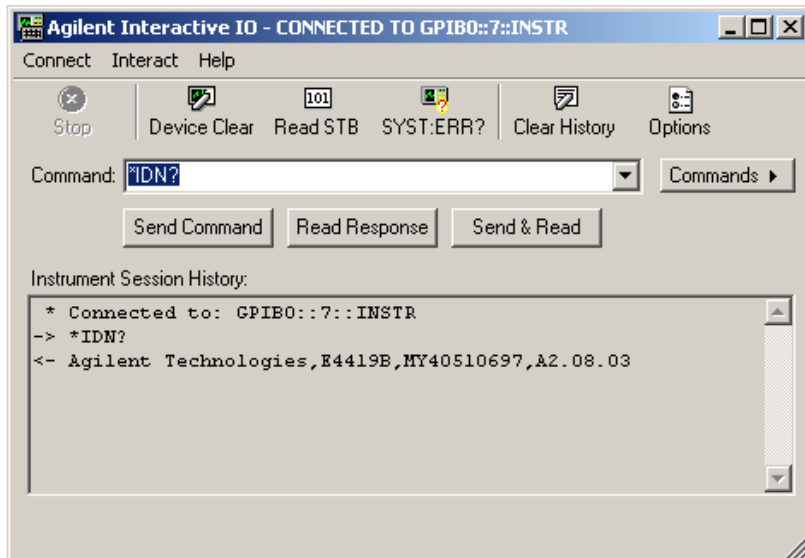 Agilent Interactive IO - CONNECTED TO GPIB0::7::INSTR
Connect Interact Help
101
Stop Device Clear Read STB SYST:ERR? Clear History Options
Command: *IDN? Commands
Send Command Read Response Send & Read
Instrument Session History:
* Connected to: GPIB0::7::INSTR
-> *IDN?
<- Agilent Technologies,E4419B,MY40510697,A2.08.03